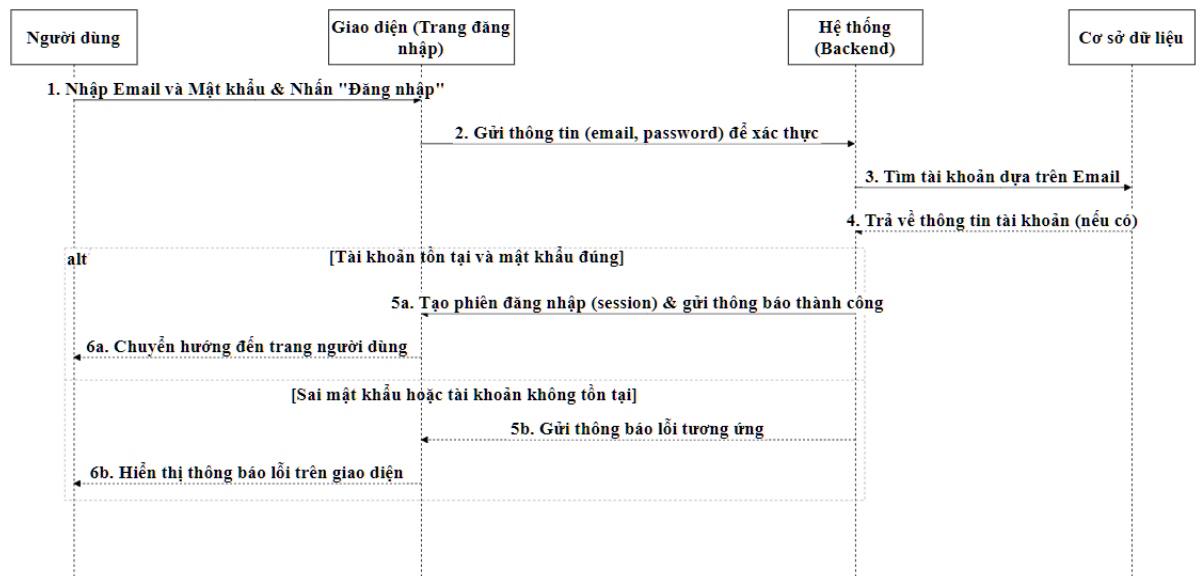 Người dùng
Giao diện (Trang đăng
nhập)
Hệ thống
(Backend)
Cơ sở dữ liệu
1. Nhập Email và Mật khẩu & Nhấn "Đăng nhập"
2. Gửi thông tin (email, password) để xác thực
3. Tìm tài khoản dựa trên Email
4. Trả về thông tin tài khoản (nếu có)
alt
[Tài khoản tồn tại và mật khẩu đúng]
5a. Tạo phiên đăng nhập (session) & gửi thông báo thành công
6a. Chuyển hướng đến trang người dùng
[Sai mật khẩu hoặc tài khoản không tồn tại]
5b. Gửi thông báo lỗi tương ứng
6b. Hiển thị thông báo lỗi trên giao diện